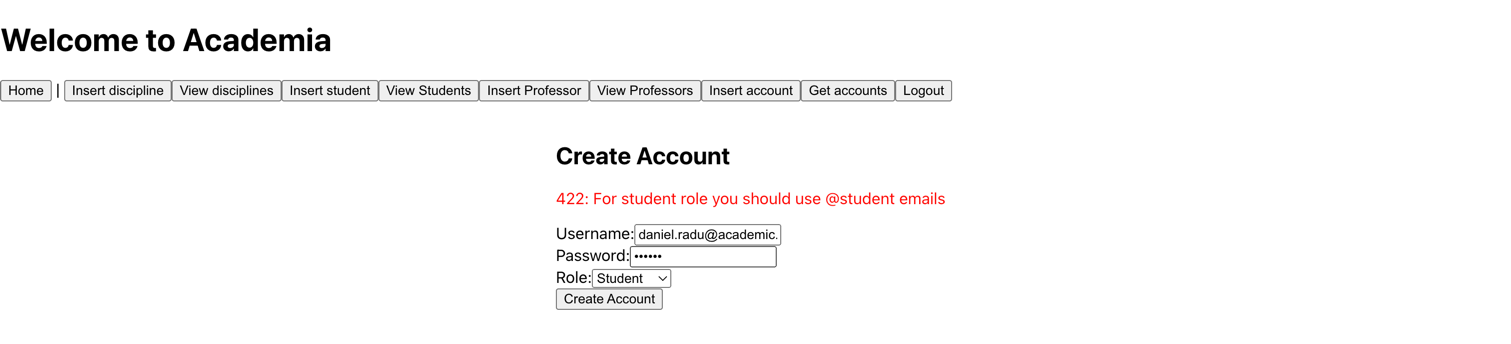 Welcome to Academia
Home | Insert discipline View disciplines Insert student View Students Insert Professor View Professors Insert account Get accounts Logout
Create Account
422: For student role you should use @student emails
Username: daniel.radu@academic.
Password: ••••••
Role: Student
Create Account